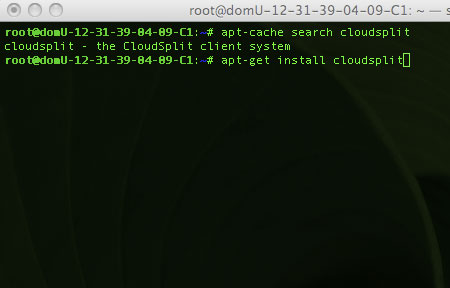 root@domU-12-31-39-04-09-C1: ~ — s
root@domU-12-31-39-04-09-C1:~# apt-cache search cloudsplit
cloudsplit - the CloudSplit client system
root@domU-12-31-39-04-09-C1:~# apt-get install cloudsplit